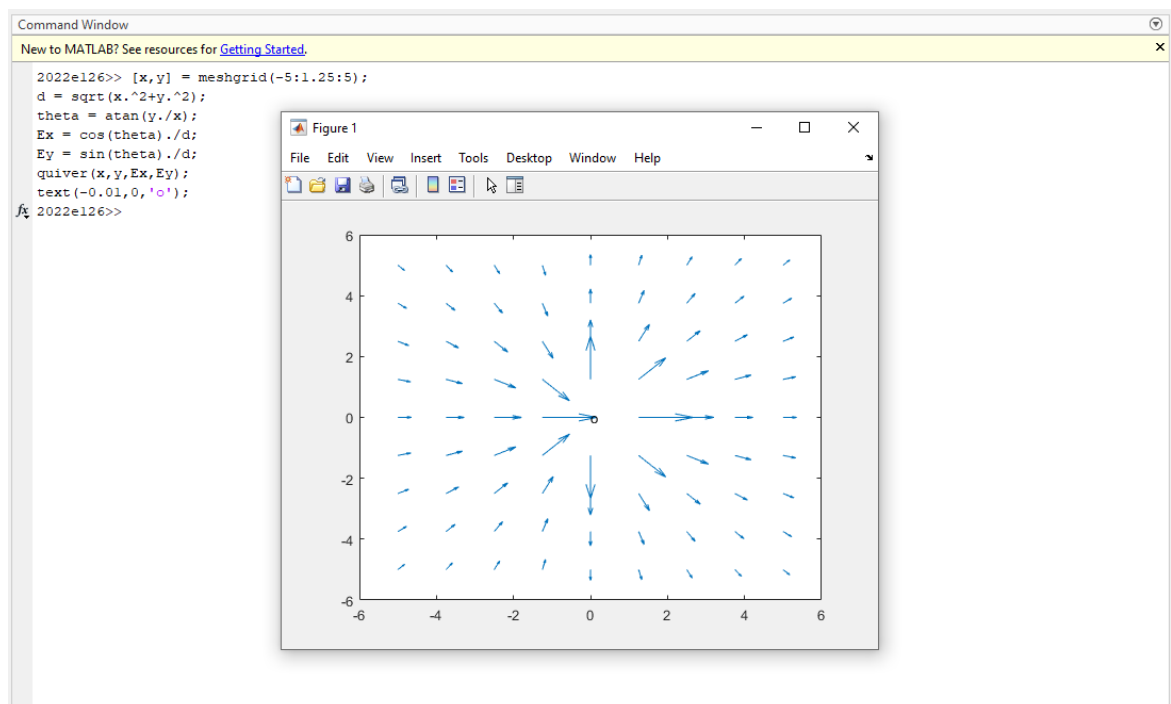 Command Window
New to MATLAB? See resources for Getting Started.
2022e126>> [x,y] = meshgrid(-5:1.25:5);
d = sqrt(x.^2+y.^2);
theta = atan(y./x);
Ex = cos(theta)./d;
Ey = sin(theta)./d;
quiver(x,y,Ex,Ey);
text(-0.01,0,'o');
fx 2022e126>>
Figure 1
File Edit View Insert Tools Desktop Window Help
6
4
2
0
-2
-4
-6
o
-6 -4 -2 0 2 4 6